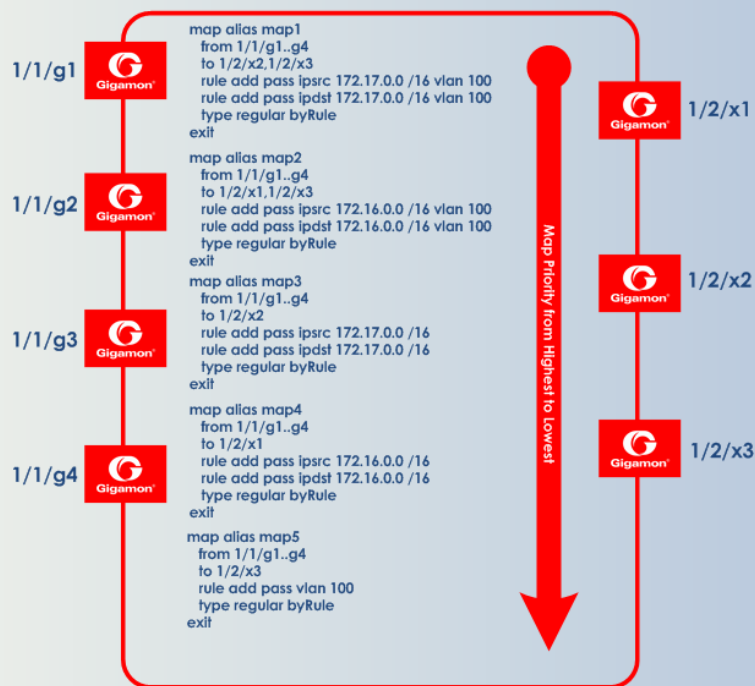 1/1/g1
Gigamon®
1/1/g2
Gigamon®
1/1/g3
Gigamon®
1/1/g4
Gigamon®
map alias map1
from 1/1/g1..g4
to 1/2/x2,1/2/x3
rule add pass ipsrc 172.17.0.0 /16 vlan 100
rule add pass ipdst 172.17.0.0 /16 vlan 100
type regular byRule
exit
map alias map2
from 1/1/g1..g4
to 1/2/x1,1/2/x3
rule add pass ipsrc 172.16.0.0 /16 vlan 100
rule add pass ipdst 172.16.0.0 /16 vlan 100
type regular byRule
exit
map alias map3
from 1/1/g1..g4
to 1/2/x2
rule add pass ipsrc 172.17.0.0 /16
rule add pass ipdst 172.17.0.0 /16
type regular byRule
exit
map alias map4
from 1/1/g1..g4
to 1/2/x1
rule add pass ipsrc 172.16.0.0 /16
rule add pass ipdst 172.16.0.0 /16
type regular byRule
exit
map alias map5
from 1/1/g1..g4
to 1/2/x3
rule add pass vlan 100
type regular byRule
exit
Map Priority from Highest to Lowest
Gigamon®
1/2/x1
Gigamon®
1/2/x2
Gigamon®
1/2/x3